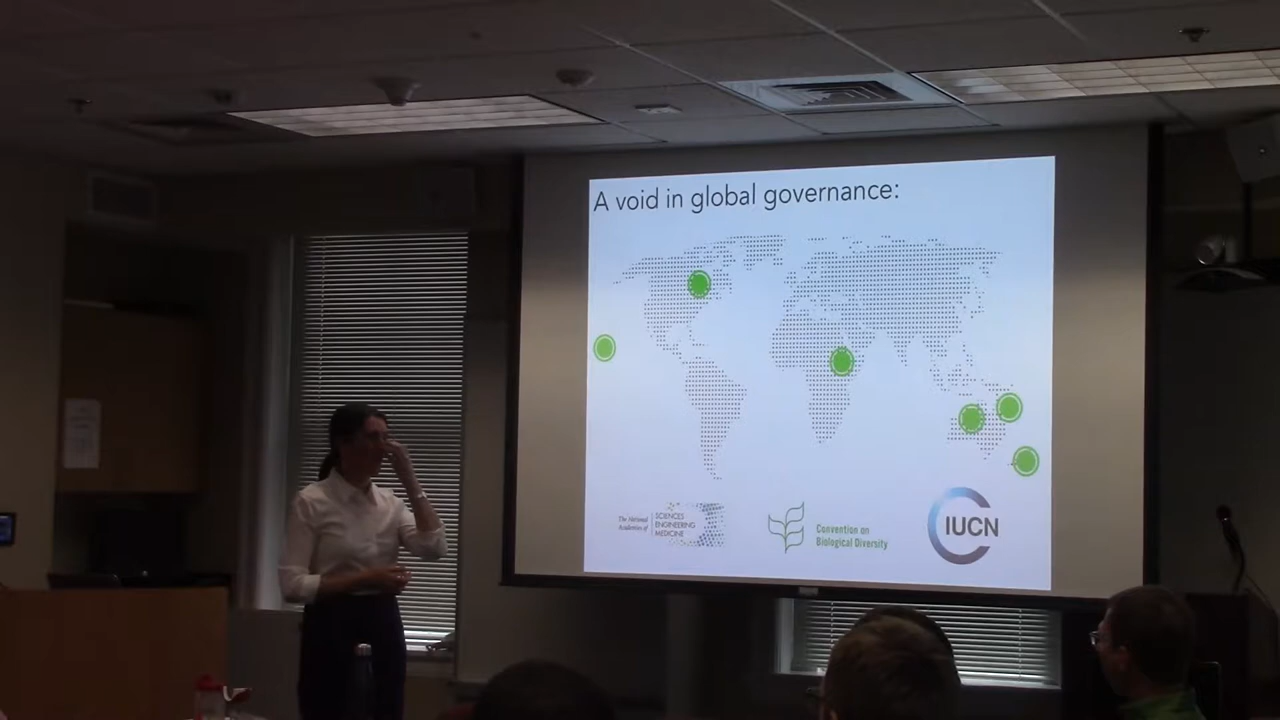 A void in global governance:
The National
Academies of
SCIENCES
ENGINEERING
MEDICINE
Convention on
Biological Diversity
IUCN